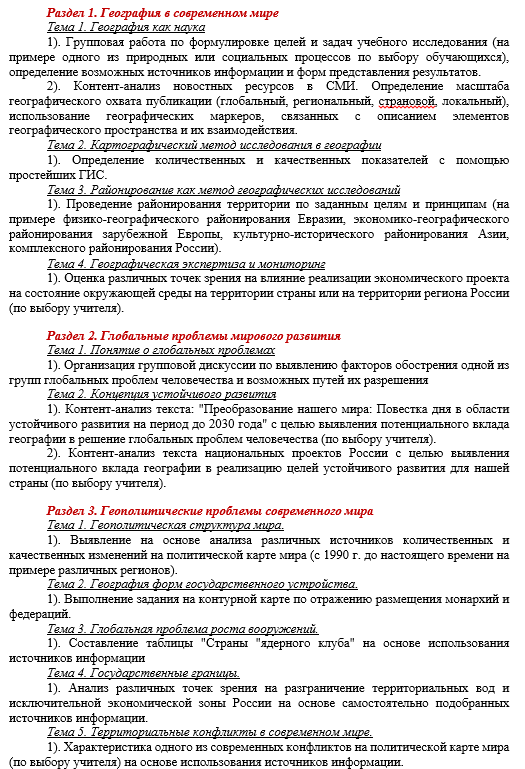 Раздел 1. География в современном мире
Тема 1. География как наука
1). Групповая работа по формулировке целей и задач учебного исследования (на
примере одного из природных или социальных процессов по выбору обучающихся),
определение возможных источников информации и форм представления результатов.
2). Контент-анализ новостных ресурсов в СМИ. Определение масштаба
географического охвата публикации (глобальный, региональный, страновой, локальный),
использование географических маркеров, связанных с описанием элементов
географического пространства и их взаимодействия.
Тема 2. Картографический метод исследования в географии
1). Определение количественных и качественных показателей с помощью
простейших ГИС.
Тема 3. Районирование как метод географических исследований
1). Проведение районирования территории по заданным целям и принципам (на
примере физико-географического районирования Евразии, экономико-географического
районирования зарубежной Европы, культурно-исторического районирования Азии,
комплексного районирования России).
Тема 4. Географическая экспертиза и мониторинг
1). Оценка различных точек зрения на влияние реализации экономического проекта
на состояние окружающей среды на территории страны или на территории региона России
(по выбору учителя).
Раздел 2. Глобальные проблемы мирового развития
Тема 1. Понятие о глобальных проблемах
1). Организация групповой дискуссии по выявлению факторов обострения одной из
групп глобальных проблем человечества и возможных путей их разрешения
Тема 2. Концепция устойчивого развития
1). Контент-анализ текста: "Преобразование нашего мира: Повестка дня в области
устойчивого развития на период до 2030 года" с целью выявления потенциального вклада
географии в решение глобальных проблем человечества (по выбору учителя).
2). Контент-анализ текста национальных проектов России с целью выявления
потенциального вклада географии в реализацию целей устойчивого развития для нашей
страны (по выбору учителя).
Раздел 3. Геополитические проблемы современного мира
Тема 1. Геополитическая структура мира.
1). Выявление на основе анализа различных источников количественных и
качественных изменений на политической карте мира (с 1990 г. до настоящего времени на
примере различных регионов).
Тема 2. География форм государственного устройства.
1). Выполнение задания на контурной карте по отражению размещения монархий и
федераций.
Тема 3. Глобальная проблема роста вооружений.
1). Составление таблицы "Страны "ядерного клуба" на основе использования
источников информации
Тема 4. Государственные границы.
1). Анализ различных точек зрения на разграничение территориальных вод и
исключительной экономической зоны России на основе самостоятельно подобранных
источников информации.
Тема 5. Территориальные конфликты в современном мире.
1). Характеристика одного из современных конфликтов на политической карте мира
(по выбору учителя) на основе использования источников информации.